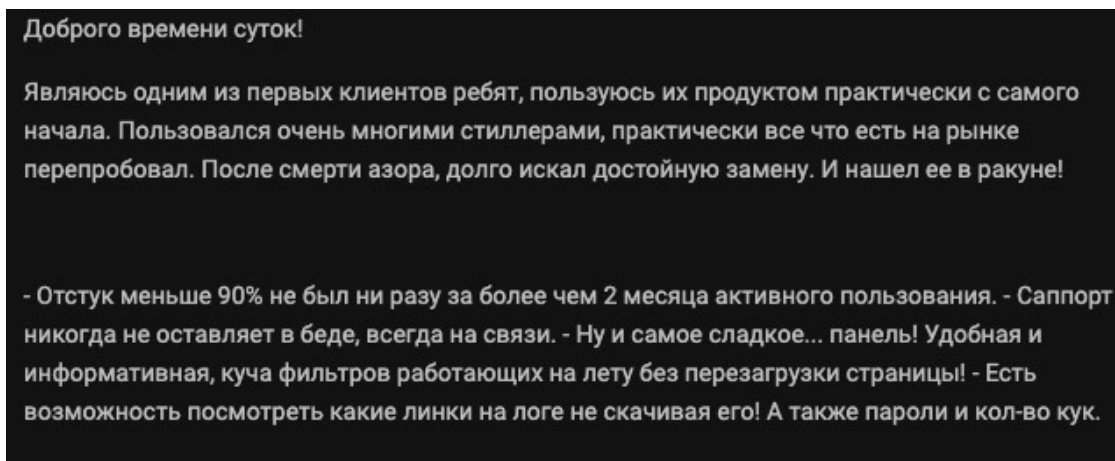 Доброго времени суток!
Являюсь одним из первых клиентов ребят, пользуюсь их продуктом практически с самого
начала. Пользовался очень многими стиллерами, практически все что есть на рынке
перепробовал. После смерти азора, долго искал достойную замену. И нашел ее в ракуне!
- Отстук меньше 90% не был ни разу за более чем 2 месяца активного пользования. - Саппорт
никогда не оставляет в беде, всегда на связи. - Ну и самое сладкое... панель! Удобная и
информативная, куча фильтров работающих на лету без перезагрузки страницы! - Есть
возможность посмотреть какие линки на логе не скачивая его! А также пароли и кол-во кук.